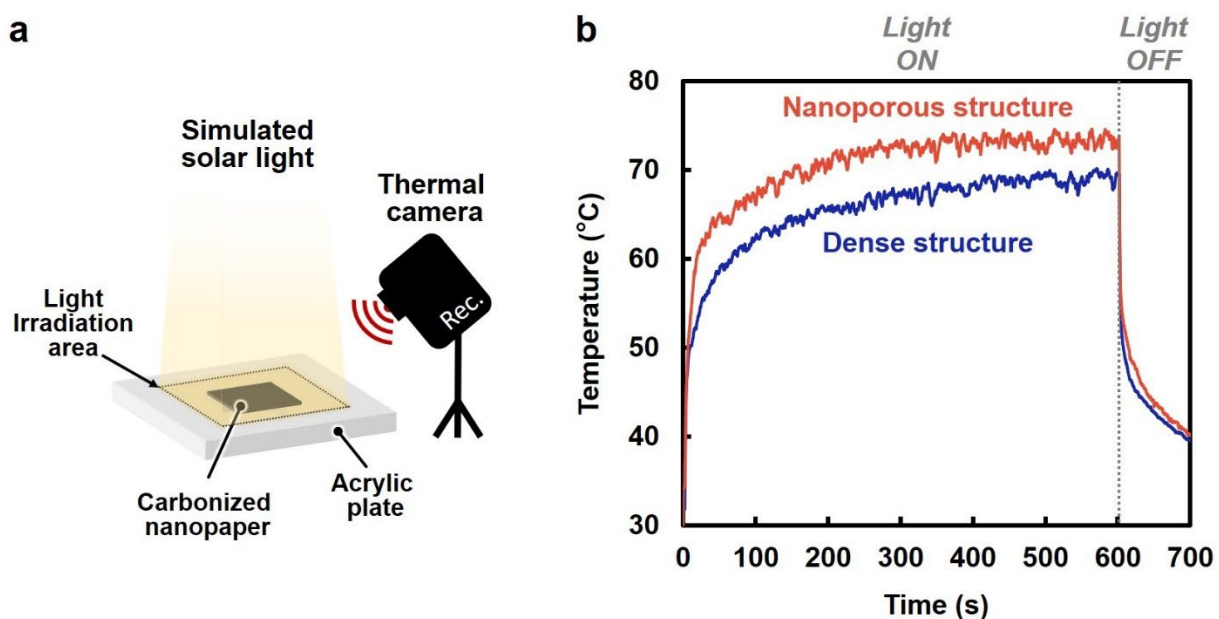 a
Simulated
solar light
Thermal
camera
Rec.
Light
Irradiation
area
Carbonized
nanopaper
Acrylic
plate
b
Light
ON
Light
OFF
Nanoporous structure
Dense structure
Temperature (°C)
80
70
60
50
40
30
0
100
200
300
400
500
600
700
Time (s)